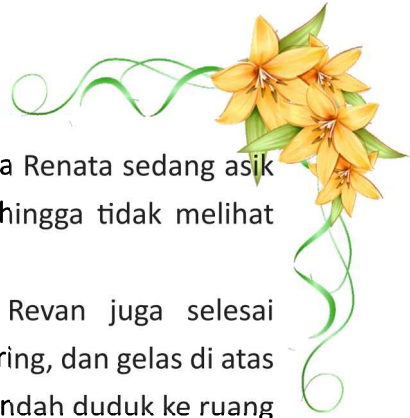 a Renata sedang asik
hingga tidak melihat
Revan juga selesai
ring, dan gelas di atas
ndah duduk ke ruang